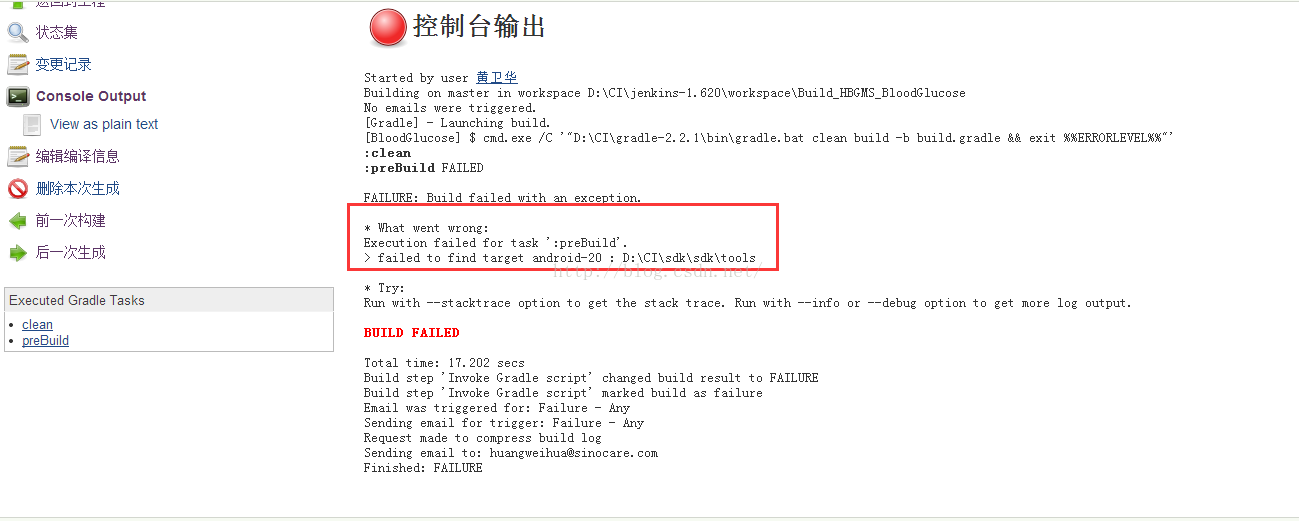 返回到工程
状态集
变更记录
Console Output
View as plain text
编辑编译信息
删除本次生成
前一次构建
后一次生成
Executed Gradle Tasks
clean
preBuild
控制台输出
Started by user 黄卫华
Building on master in workspace D:\CI\jenkins-1.620\workspace\Build_HBGMS_BloodGlucose
No emails were triggered.
[Gradle] - Launching build.
[BloodGlucose] $ cmd.exe /C '"D:\CI\gradle-2.2.1\bin\gradle.bat clean build -b build.gradle && exit %%ERRORLEVEL%%"'
:clean
:preBuild FAILED
FAILURE: Build failed with an exception.
* What went wrong:
Execution failed for task ':preBuild'.
> failed to find target android-20 : D:\CI\sdk\sdk\tools
http://blog.csdn.net/
* Try:
Run with --stacktrace option to get the stack trace. Run with --info or --debug option to get more log output.
BUILD FAILED
Total time: 17.202 secs
Build step 'Invoke Gradle script' changed build result to FAILURE
Build step 'Invoke Gradle script' marked build as failure
Email was triggered for: Failure - Any
Sending email for trigger: Failure - Any
Request made to compress build log
Sending email to: huangweihua@sinocare.com
Finished: FAILURE